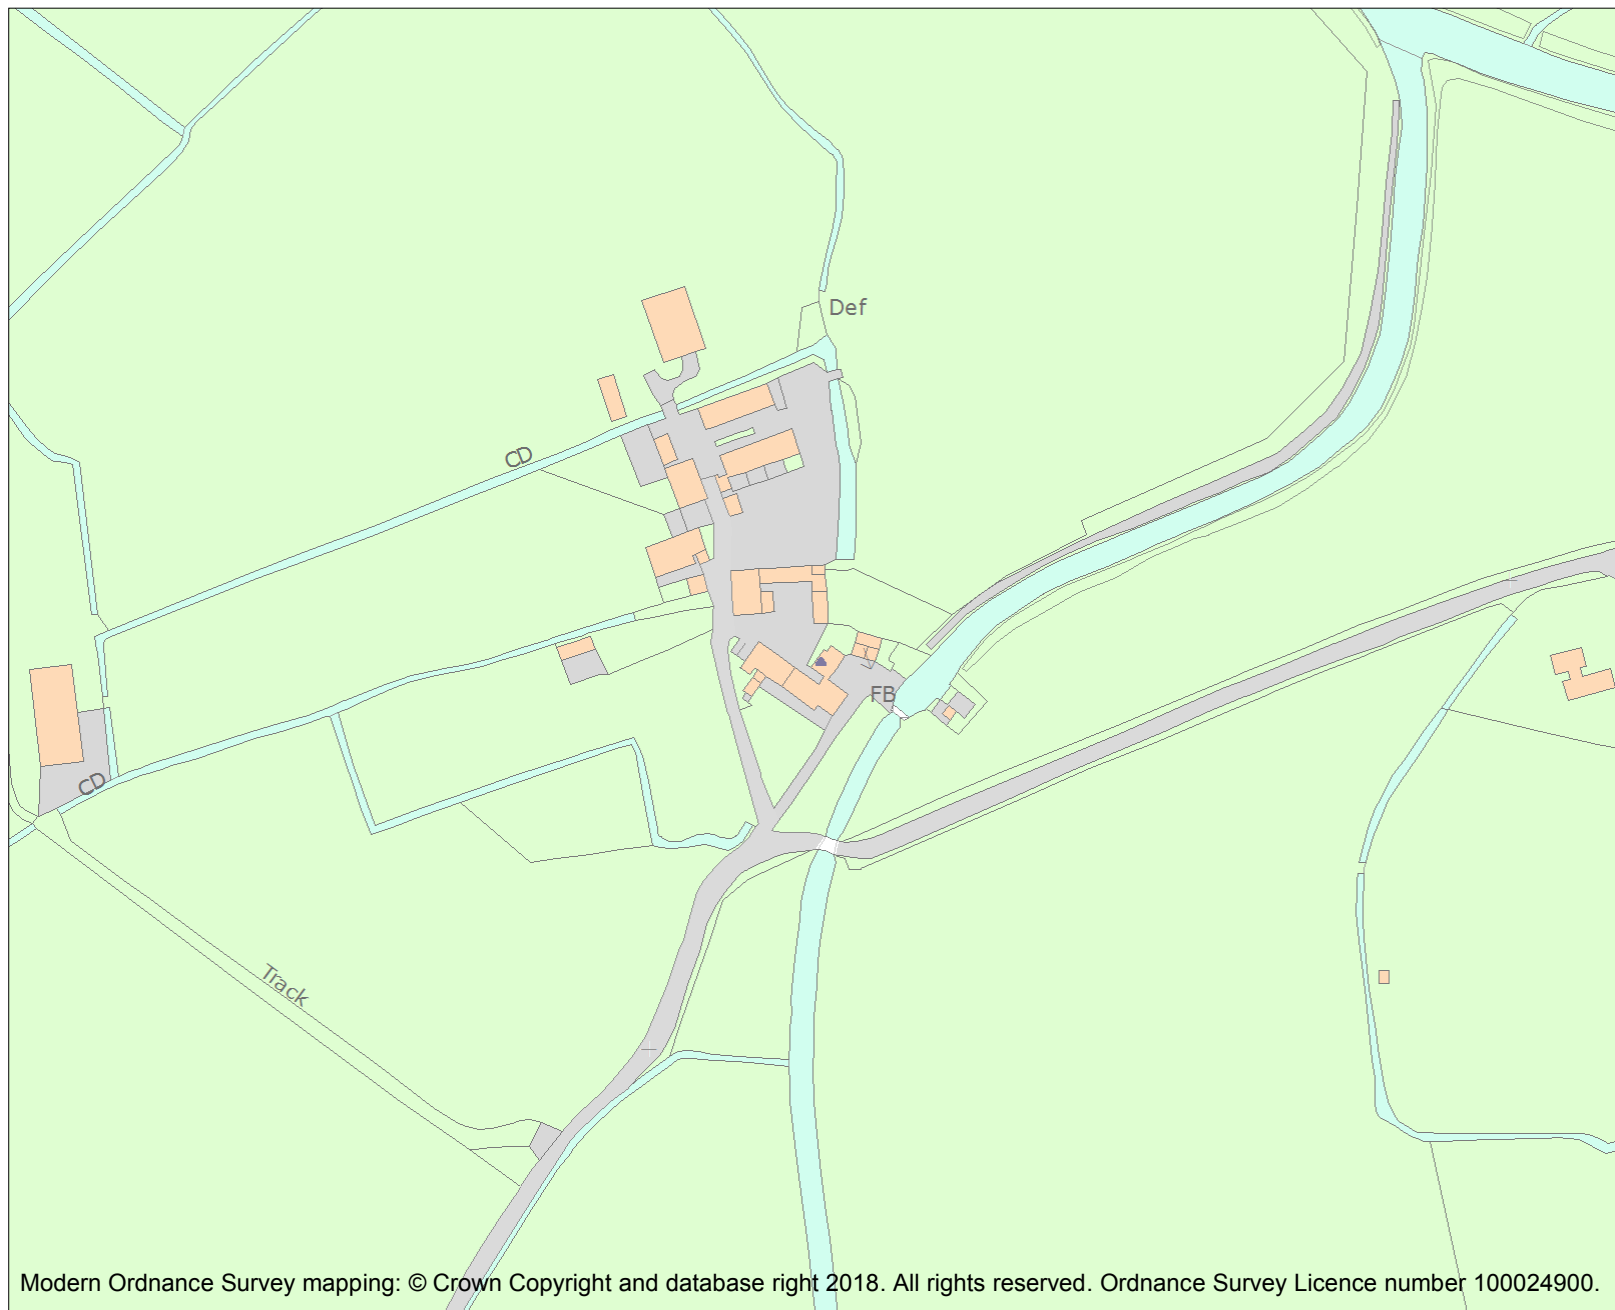 Def
CD
FB
CD
Track
Modern Ordnance Survey mapping: © Crown Copyright and database right 2018. All rights reserved. Ordnance Survey Licence number 100024900.